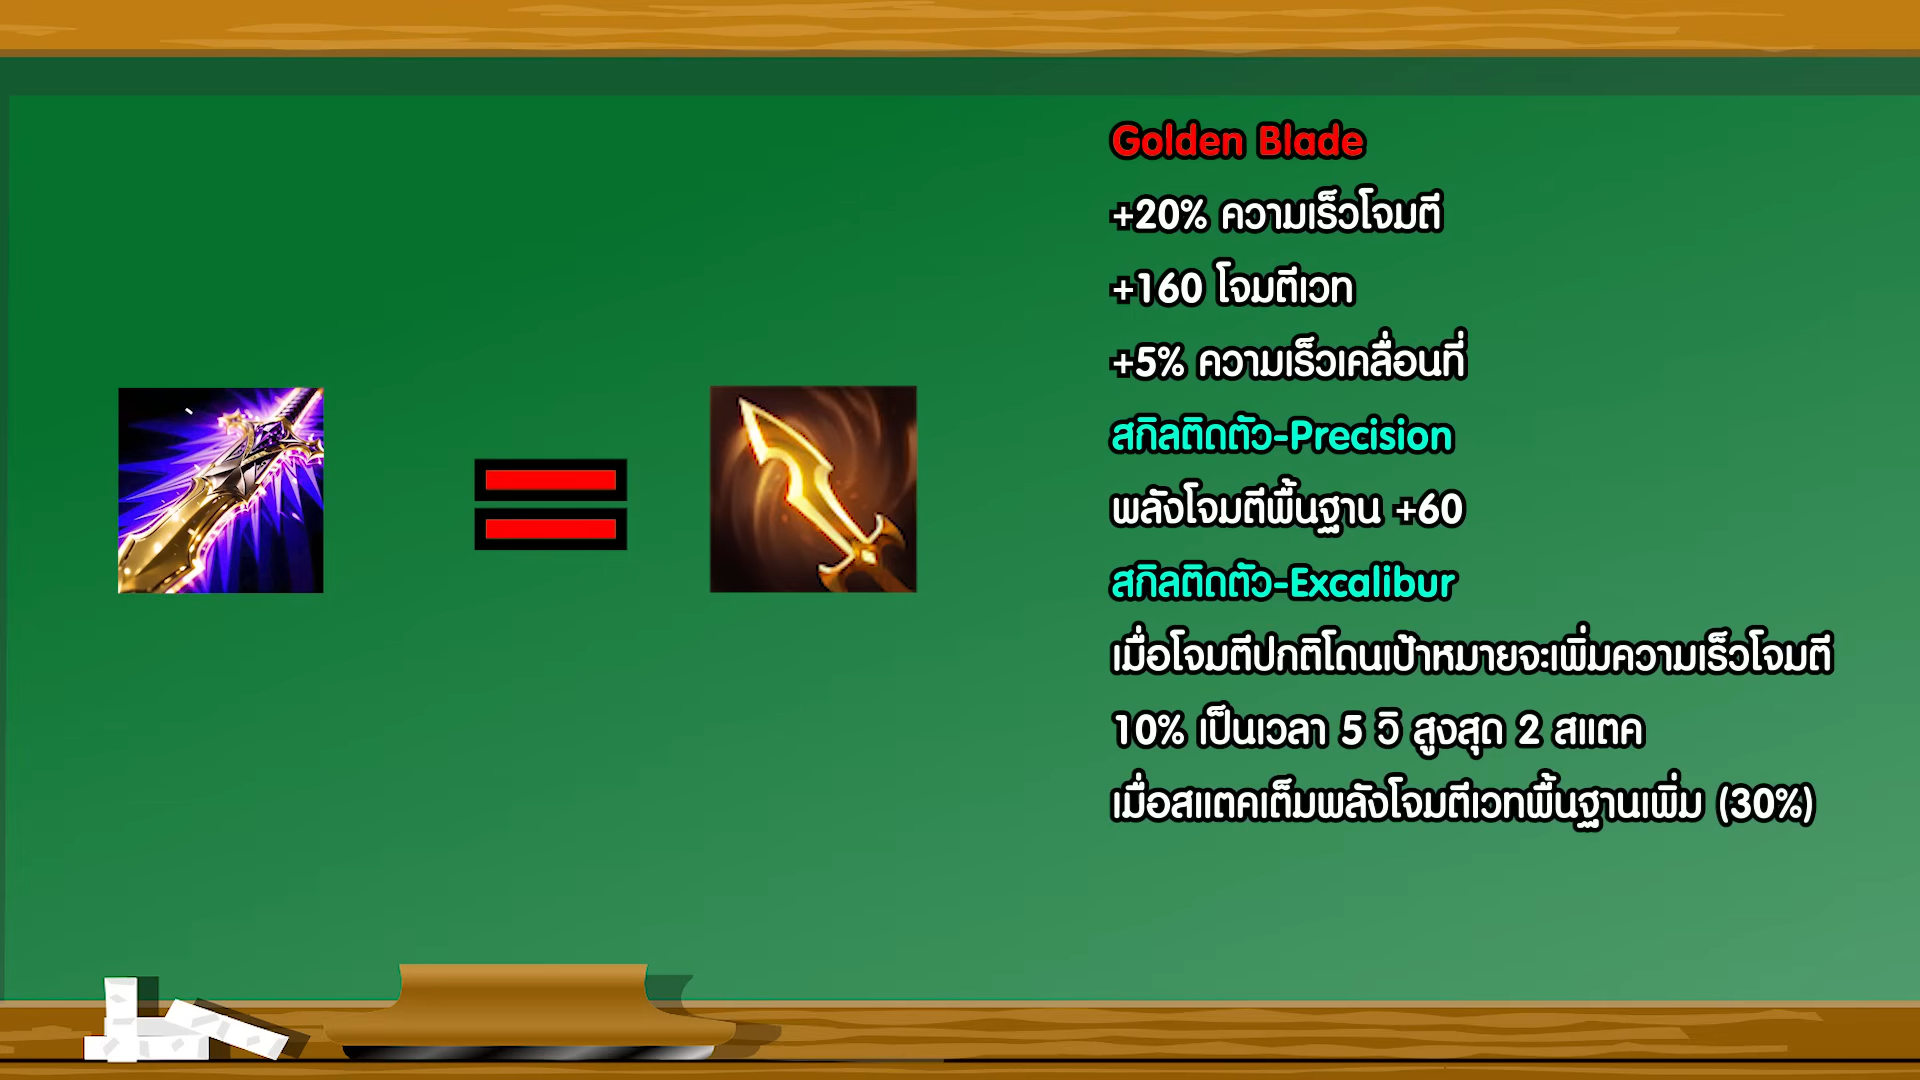 Golden Blade
+20% ความเร็วโจมตี
+160 โจมตีเวท
+5% ความเร็วเคลื่อนที่
สกิลติดตัว-Precision
พลังโจมตีพื้นฐาน +60
สกิลติดตัว-Excalibur
เมื่อโจมตีปกติโดนเป้าหมายจะเพิ่มความเร็วโจมตี
10% เป็นเวลา 5 วิ สูงสุด 2 สแตค
เมื่อสแตคเต็มพลังโจมตีเวทพื้นฐานเพิ่ม (30%)